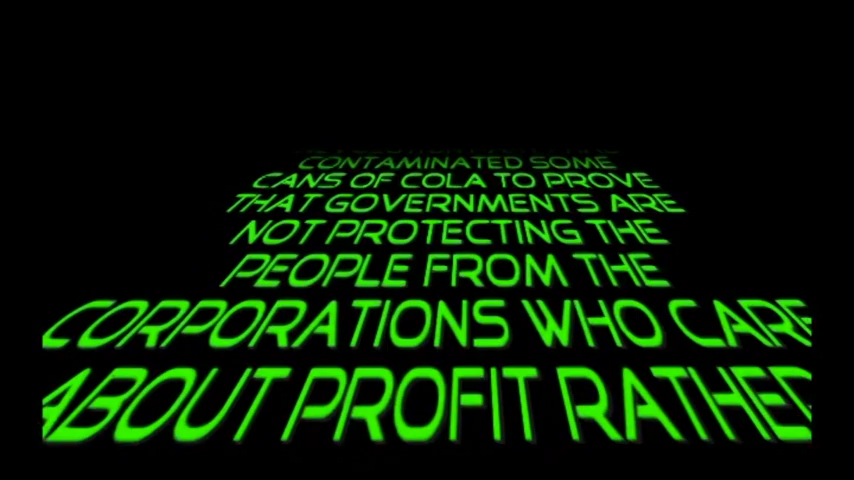 CONTAMINATED SOME
CANS OF COLA TO PROVE
THAT GOVERNMENTS ARE
NOT PROTECTING THE
PEOPLE FROM THE
CORPORATIONS WHO CARE
ABOUT PROFIT RATHER